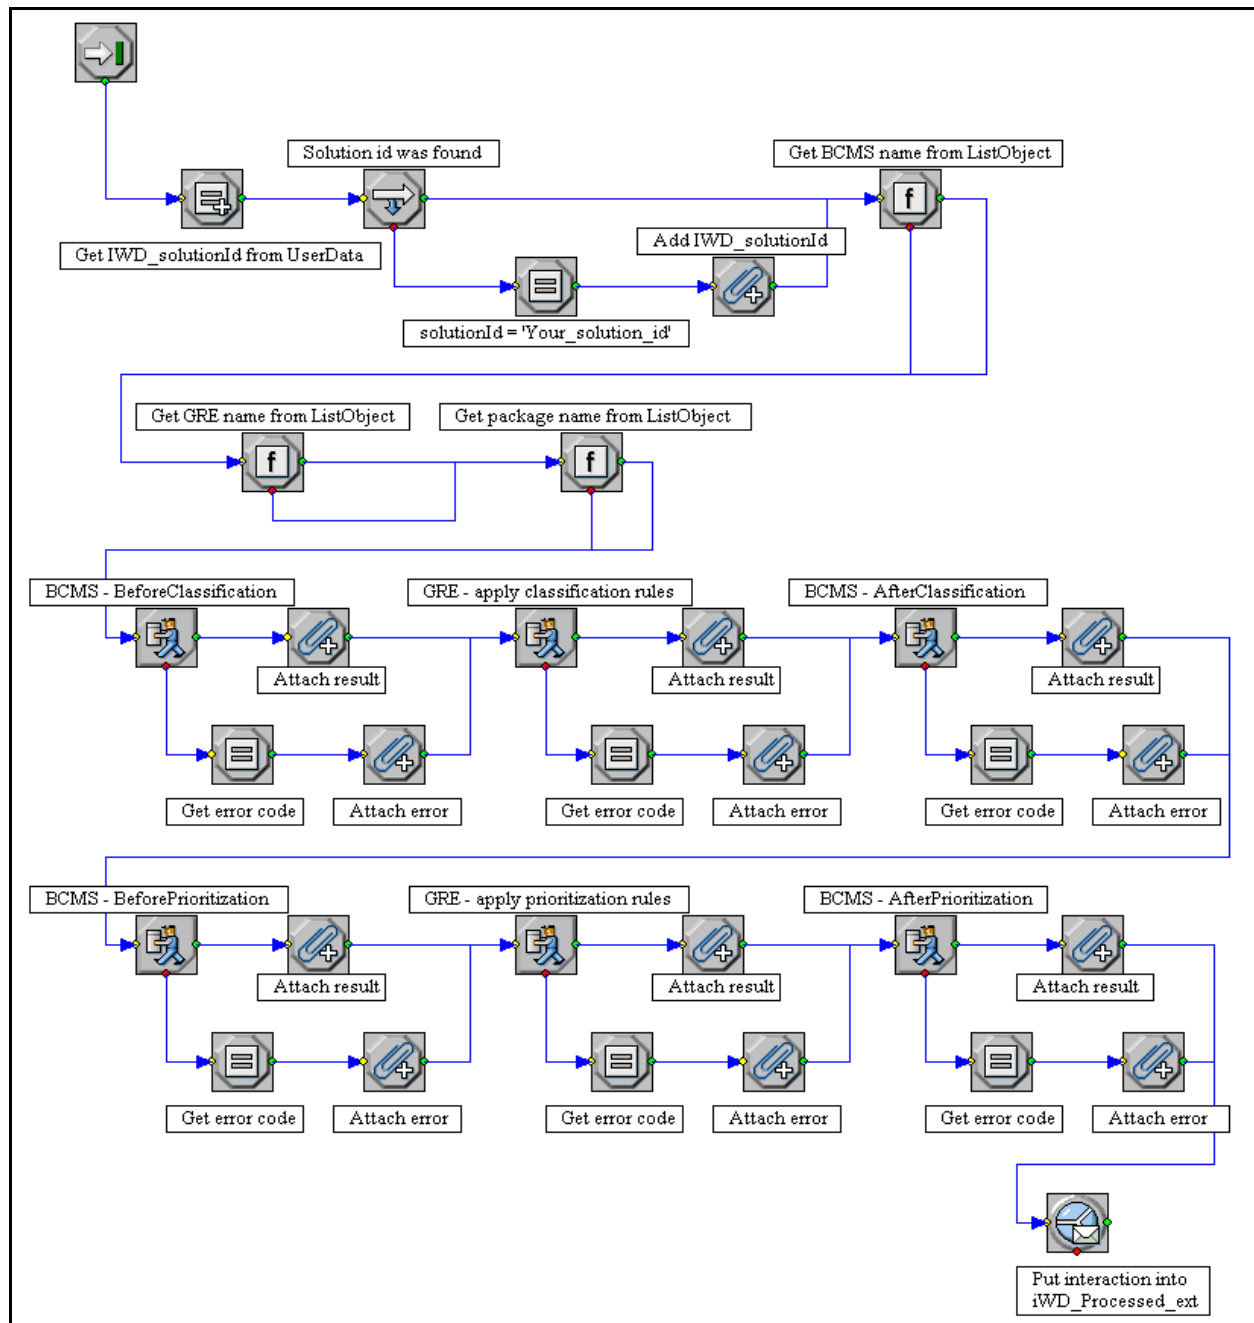 Solution id was found
Get BCMS name from ListObject
f
Add IWD_solutionId
Get IWD_solutionId from UserData
solutionId = 'Your_solution_id'
Get GRE name from ListObject
Get package name from ListObject
f
f
BCMS - BeforeClassification
GRE - apply classification rules
BCMS - AfterClassification
Attach result
Attach result
Attach result
Get error code
Attach error
Get error code
Attach error
Get error code
Attach error
BCMS - BeforePrioritization
GRE - apply prioritization rules
BCMS - AfterPrioritization
Attach result
Attach result
Attach result
Get error code
Attach error
Get error code
Attach error
Get error code
Attach error
Put interaction into
iWD_Processed_ext